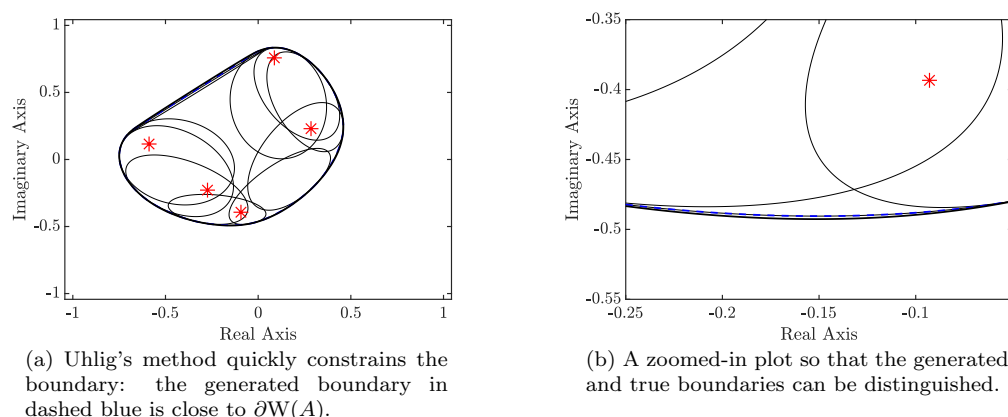 1
0.5
0
-0.5
-1
Imaginary Axis
-1
-0.5
0
0.5
1
Real Axis
(a) Uhlig's method quickly constrains the
boundary: the generated boundary in
dashed blue is close to ∂W(A).
-0.35
-0.4
-0.45
-0.5
-0.55
Imaginary Axis
-0.25
-0.2
-0.15
-0.1
Real Axis
(b) A zoomed-in plot so that the generated
and true boundaries can be distinguished.